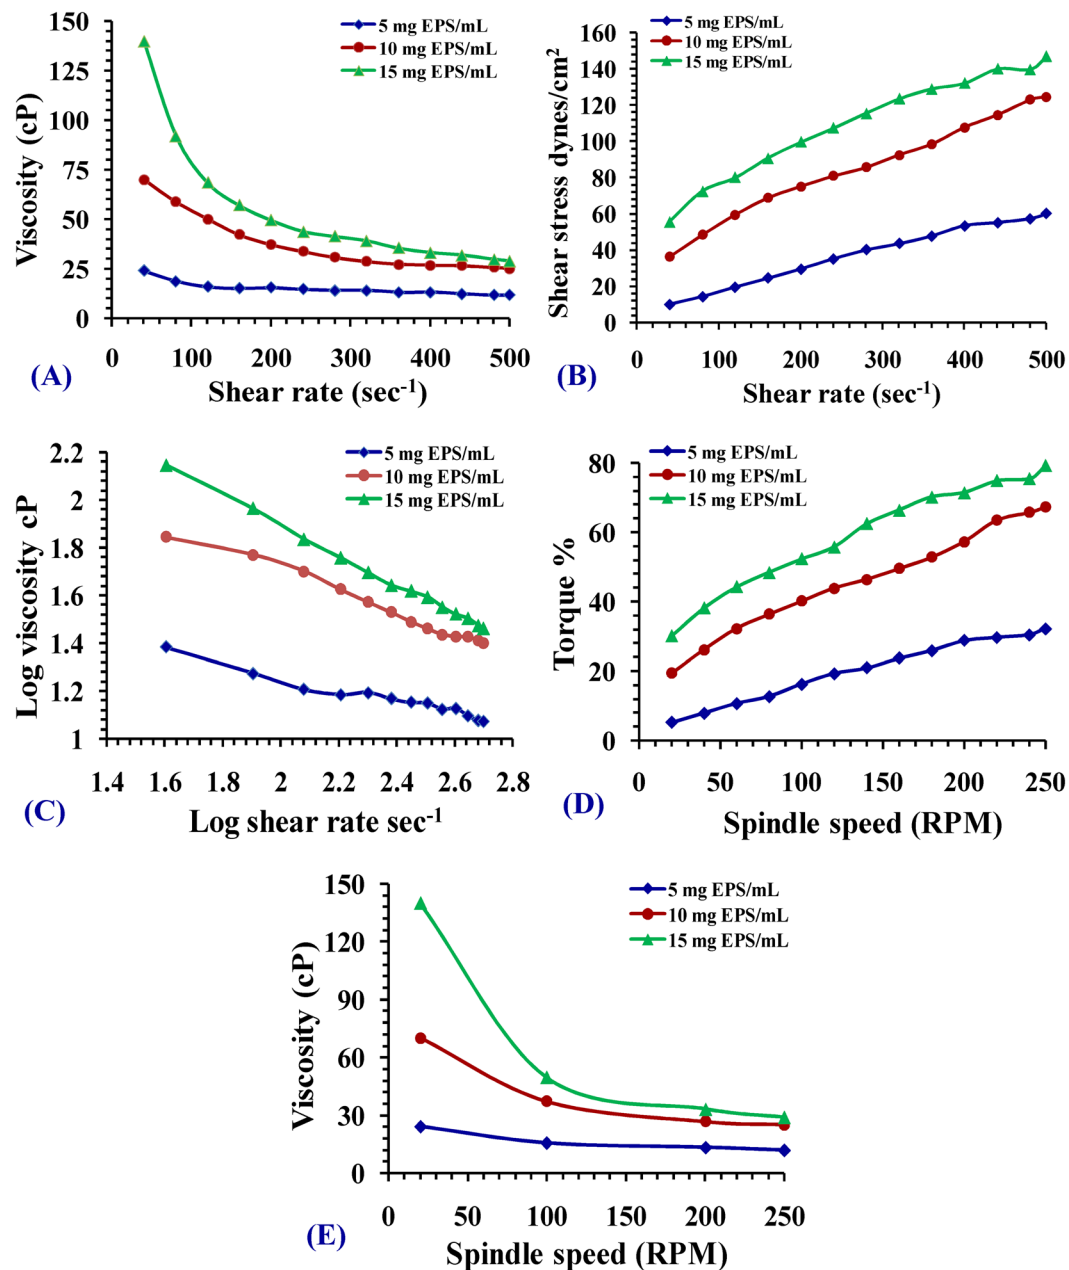 150
125
100
75
50
25
0
Viscosity (cP)
5 mg EPS/mL
10 mg EPS/mL
15 mg EPS/mL
0 100 200 300 400 500
Shear rate (sec-1)
(A)
160
140
120
100
80
60
40
20
0
Shear stress dynes/cm2
5 mg EPS/mL
10 mg EPS/mL
15 mg EPS/mL
0 100 200 300 400 500
Shear rate (sec-1)
(B)
2.2
2
1.8
1.6
1.4
1.2
1
Log viscosity cP
5 mg EPS/mL
10 mg EPS/mL
15 mg EPS/mL
1.4 1.6 1.8 2 2.2 2.4 2.6 2.8
Log shear rate sec-1
(C)
80
60
40
20
0
Torque %
5 mg EPS/mL
10 mg EPS/mL
15 mg EPS/mL
0 50 100 150 200 250
Spindle speed (RPM)
(D)
150
120
90
60
30
0
Viscosity (cP)
5 mg EPS/mL
10 mg EPS/mL
15 mg EPS/mL
0 50 100 150 200 250
Spindle speed (RPM)
(E)